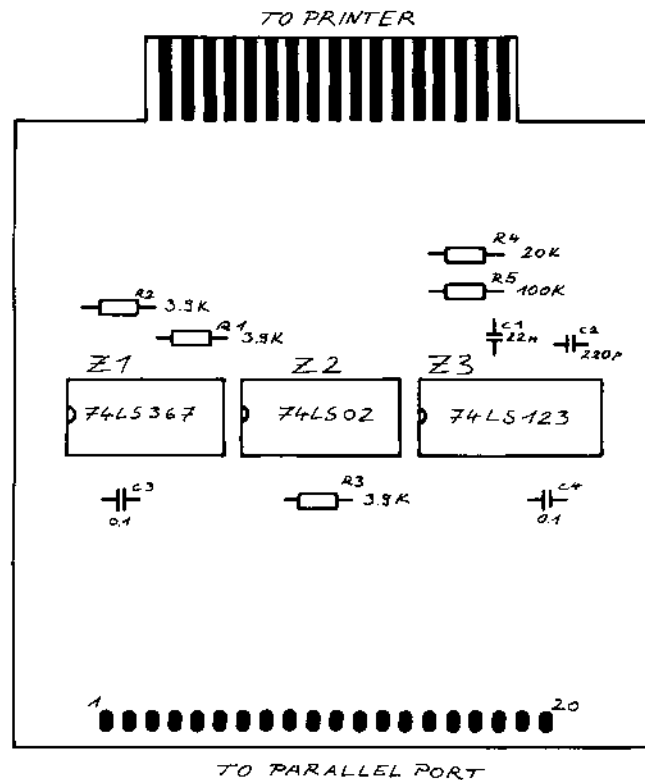 TO PRINTER
R4 20K
R5 100K
R2 3.9K
R1 3.9K
C1 22n
C2 220p
Z1 Z2 Z3
74LS367 74LS02 74LS123
C3 0.1
R3 3.9K
C4 0.1
1 20
TO PARALLEL PORT